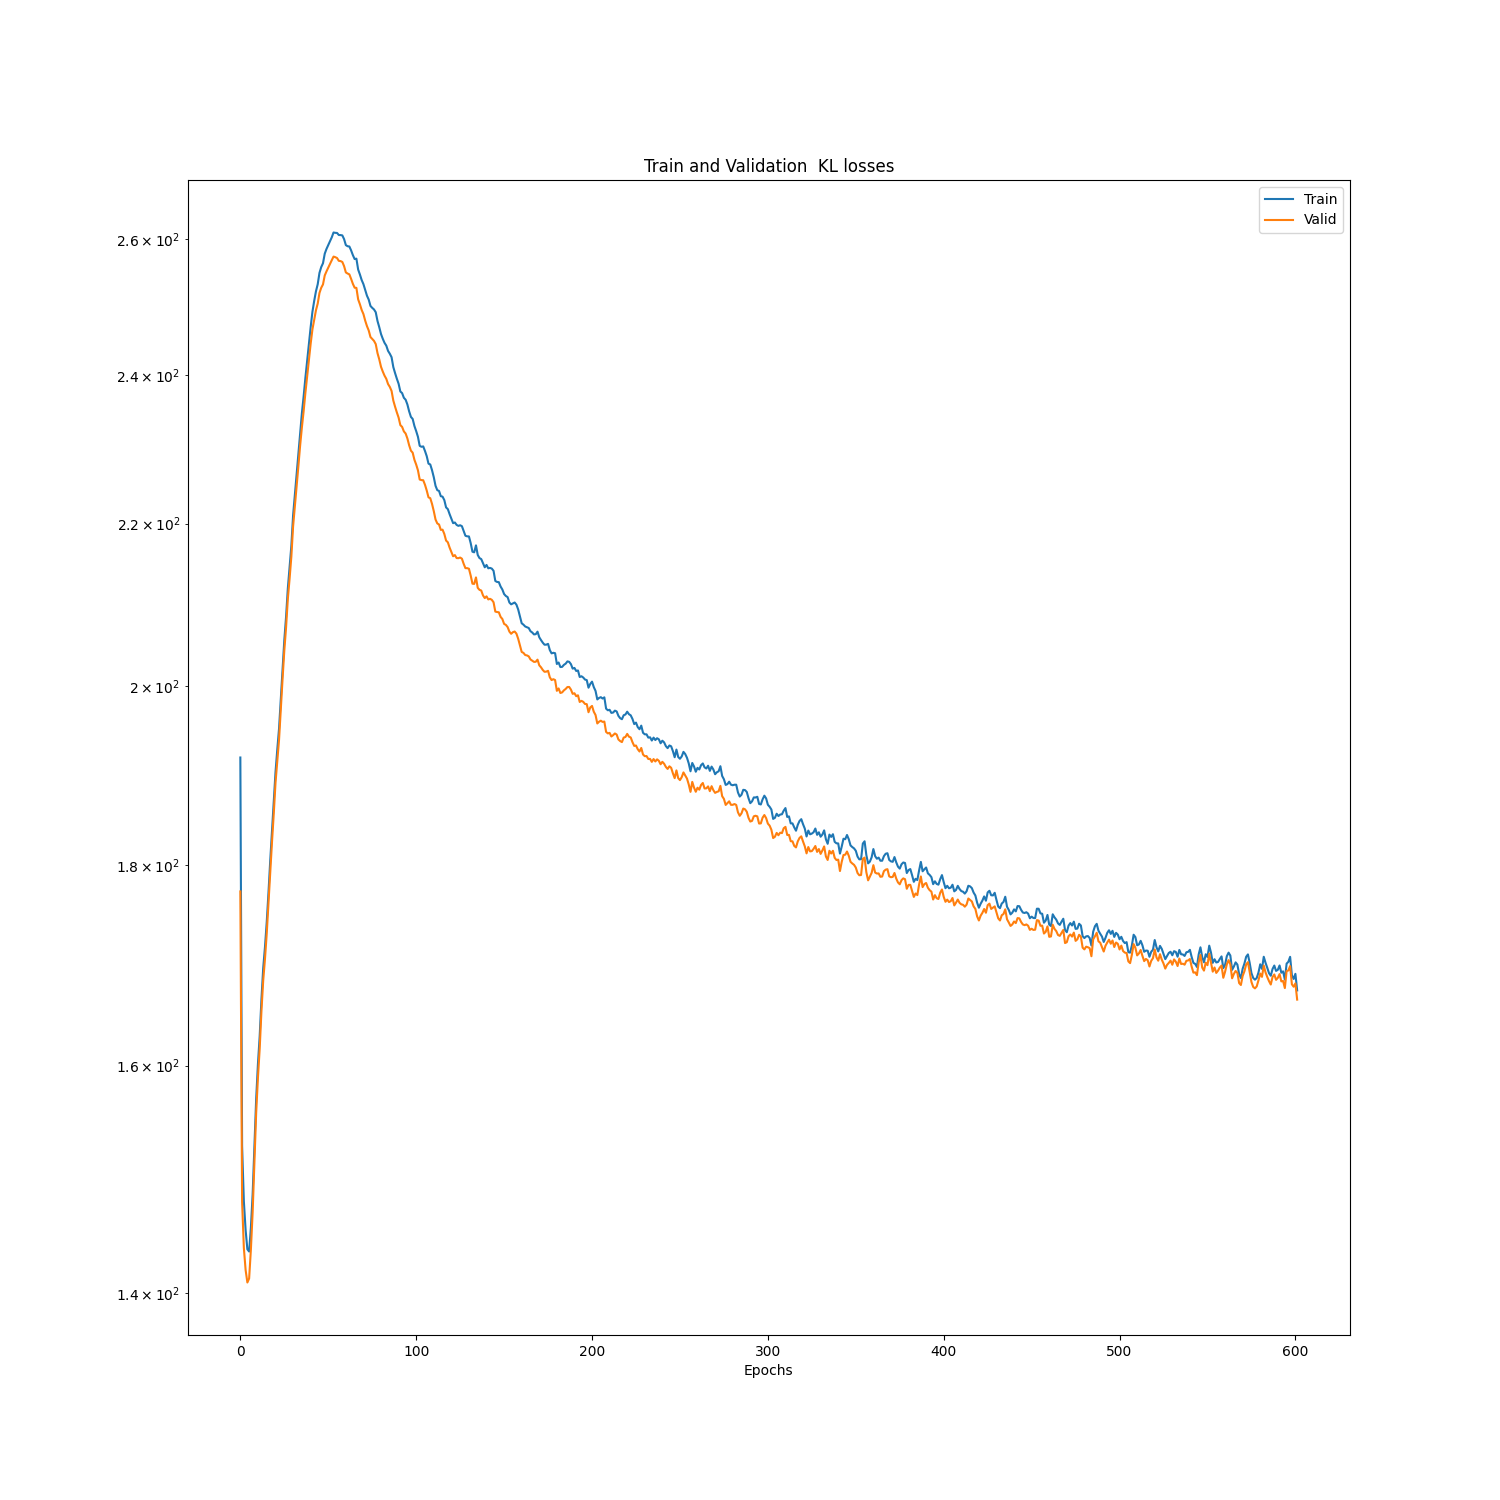 Train and Validation  KL losses
Train
Valid
2.6 × 10²
2.4 × 10²
2.2 × 10²
2 × 10²
1.8 × 10²
1.6 × 10²
1.4 × 10²
0 100 200 300 400 500 600
Epochs